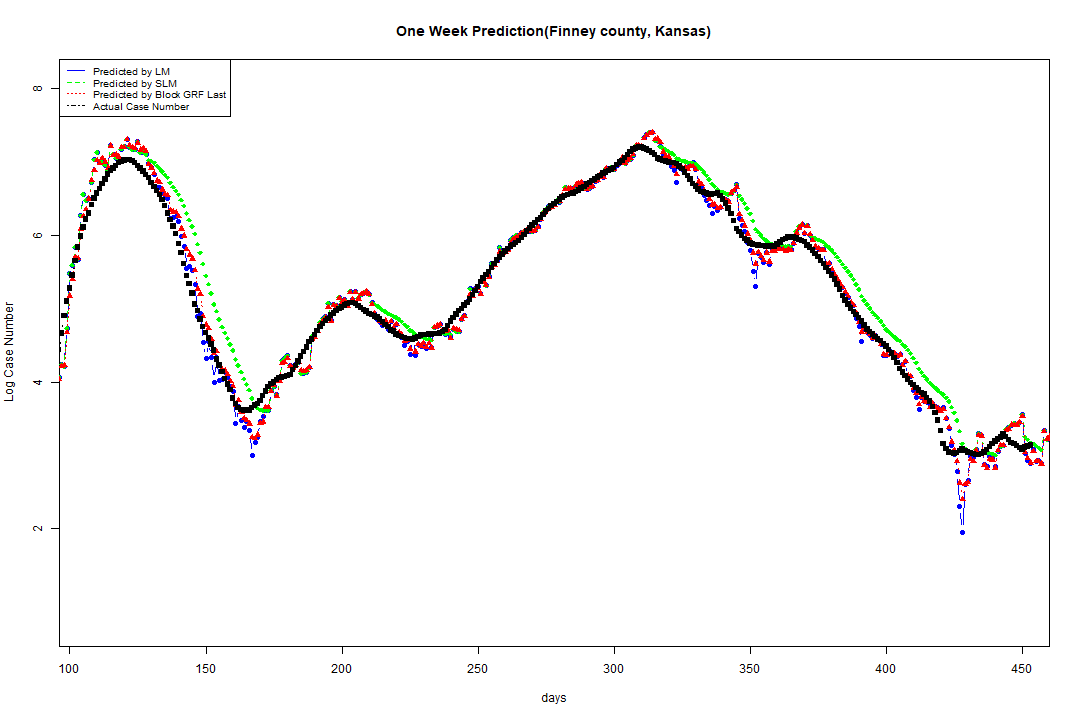 One Week Prediction(Finney county, Kansas)
Predicted by LM
Predicted by SLM
Predicted by Block GRF Last
Actual Case Number
Log Case Number
8
6
4
2
100 150 200 250 300 350 400 450
days